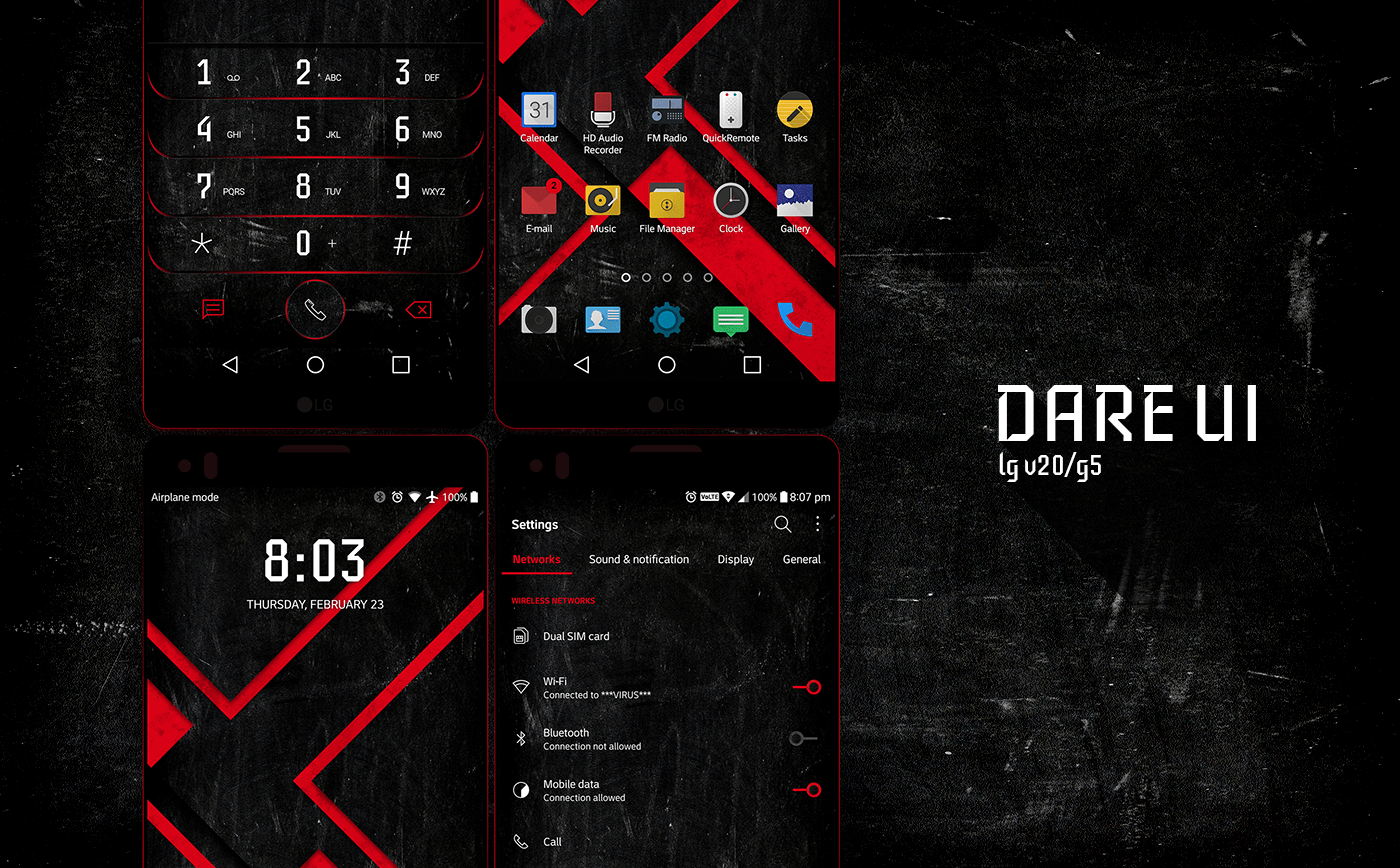 1 2 ABC 3 DEF
4 GHI 5 JKL 6 MNO
7 PQRS 8 TUV 9 WXYZ
* 0 + #
LG
31
Calendar HD Audio Recorder FM Radio QuickRemote Tasks
2
E-mail Music File Manager Clock Gallery
LG
Airplane mode 100%
8:03
THURSDAY, FEBRUARY 23
VoLTE 100% 8:07 pm
Settings
Networks Sound & notification Display General
WIRELESS NETWORKS
Dual SIM card
Wi-Fi
Connected to ***VIRUS***
Bluetooth
Connection not allowed
Mobile data
Connection allowed
Call
DARE UI
lg v20/g5